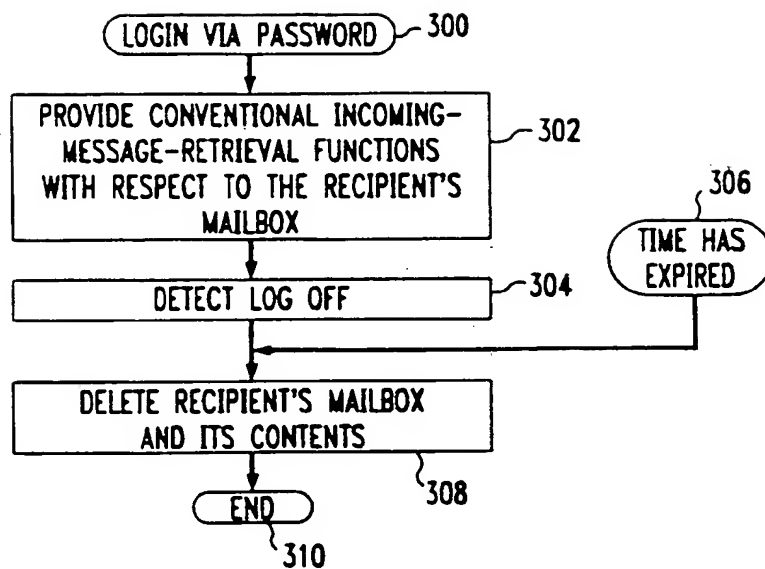 LOGIN VIA PASSWORD
300
PROVIDE CONVENTIONAL INCOMING-
MESSAGE-RETRIEVAL FUNCTIONS
WITH RESPECT TO THE RECIPIENT'S
MAILBOX
302
306
TIME HAS
EXPIRED
DETECT LOG OFF
304
DELETE RECIPIENT'S MAILBOX
AND ITS CONTENTS
308
END
310